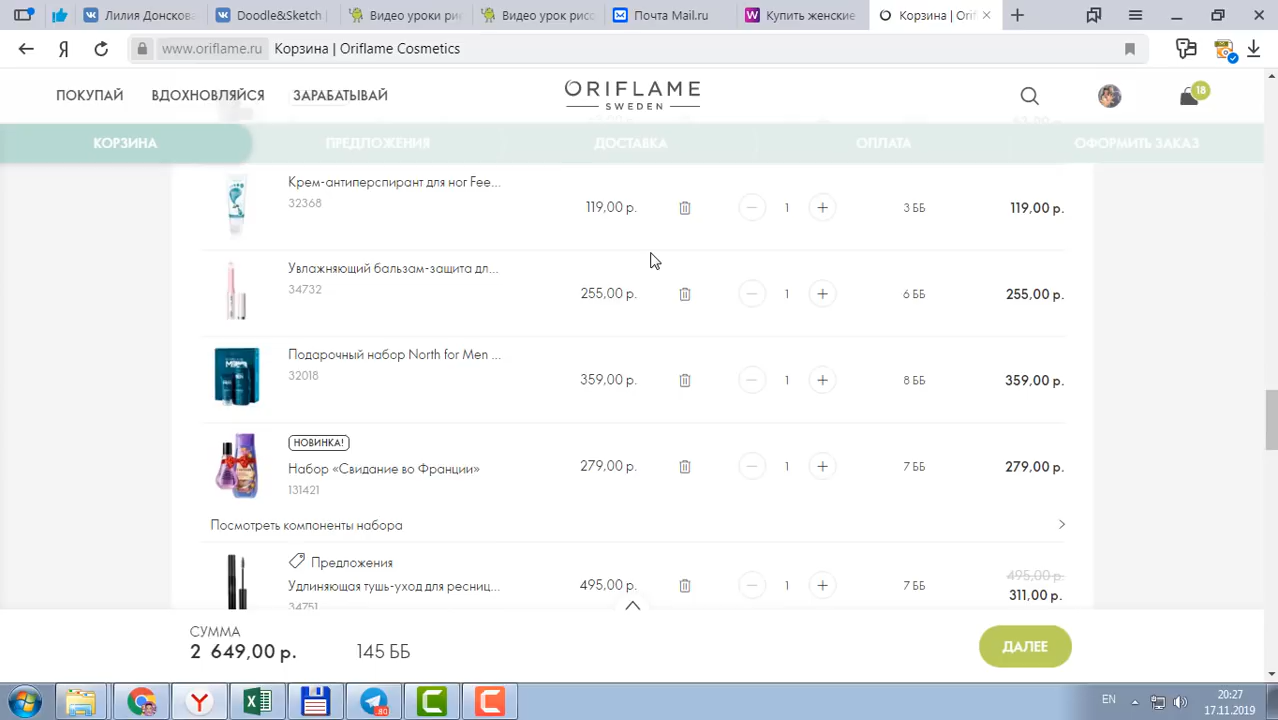 Лилия Донскова
Doodle&Sketch
Видео уроки рис
Видео урок рисо
Почта Mail.ru
Купить женские
Корзина | Orif
www.oriflame.ru
Корзина | Oriflame Cosmetics
ПОКУПАЙ
ВДОХНОВЛЯЙСЯ
ЗАРАБАТЫВАЙ
ORIFLAME
SWEDEN
18
КОРЗИНА
ПРЕДЛОЖЕНИЯ
ДОСТАВКА
ОПЛАТА
ОФОРМИТЬ ЗАКАЗ
Крем-антиперспирант для ног Fee...
32368
119,00 р.
1
3 ББ
119,00 р.
Увлажняющий бальзам-защита дл...
34732
255,00 р.
1
6 ББ
255,00 р.
Подарочный набор North for Men ...
32018
359,00 р.
1
8 ББ
359,00 р.
НОВИНКА!
Набор «Свидание во Франции»
131421
279,00 р.
1
7 ББ
279,00 р.
Посмотреть компоненты набора
Предложения
Удлиняющая тушь-уход для ресниц...
34751
495,00 р.
1
7 ББ
495,00 р.
311,00 р.
СУММА
2 649,00 р.
145 ББ
ДАЛЕЕ
80
EN
20:27
17.11.2019